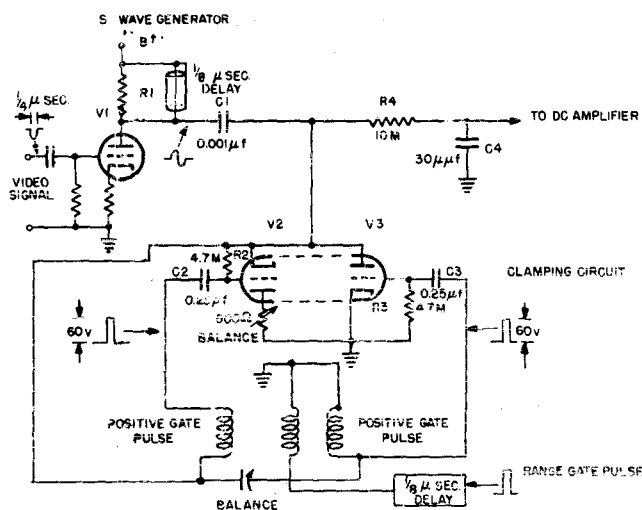 S WAVE GENERATOR
B+
1/4 μ SEC.
V1
R1
1/8 μ SEC.
DELAY
C1
0.001μf
R4
10M
TO DC AMPLIFIER
30μμf
C4
VIDEO
SIGNAL
V2
V3
4.7M
R2
C2
0.25μf
C3
0.25μf
CLAMPING CIRCUIT
R3
4.7M
60V
BALANCE
60V
POSITIVE GATE
PULSE
POSITIVE GATE
PULSE
RANGE GATE PULSE
BALANCE
1/8 μ SEC.
DELAY